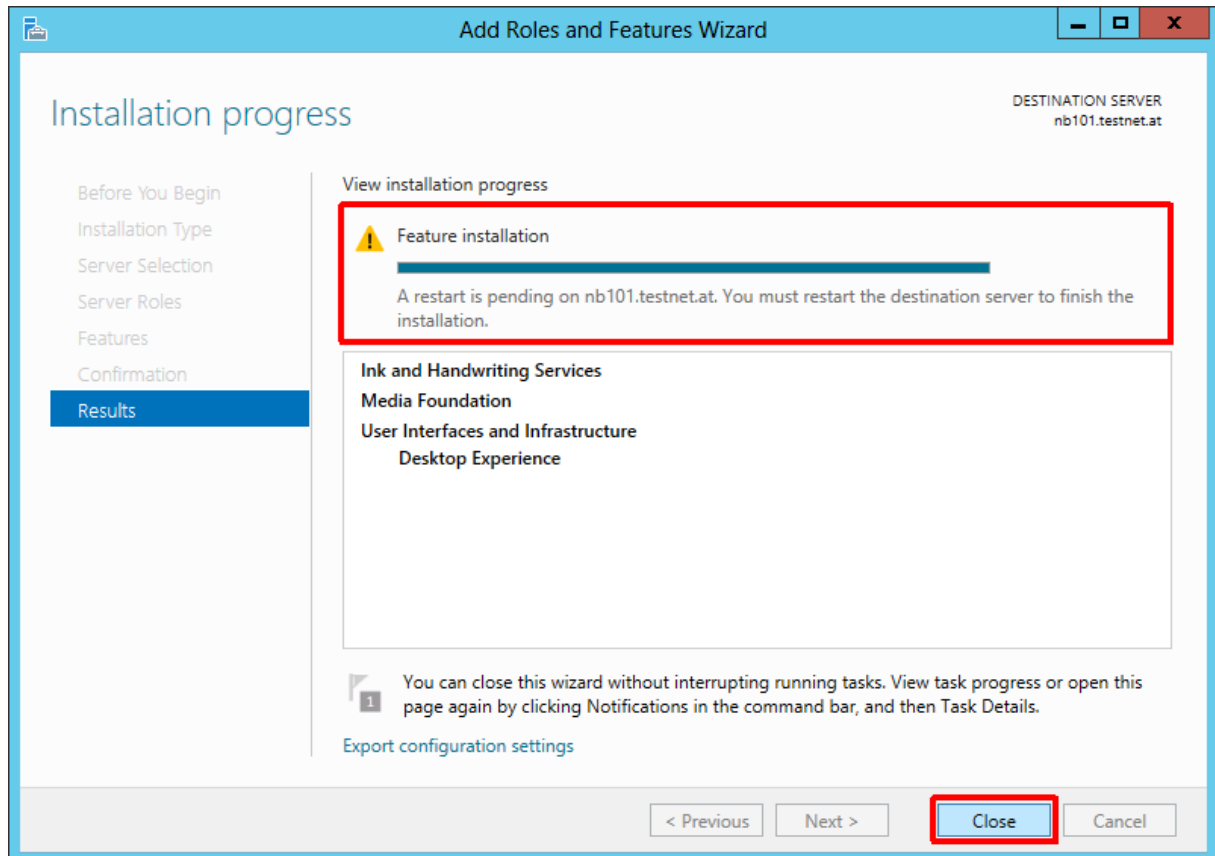 Add Roles and Features Wizard
Installation progress
DESTINATION SERVER
nb101.testnet.at
Before You Begin
Installation Type
Server Selection
Server Roles
Features
Confirmation
Results
View installation progress
Feature installation
A restart is pending on nb101.testnet.at. You must restart the destination server to finish the
installation.
Ink and Handwriting Services
Media Foundation
User Interfaces and Infrastructure
Desktop Experience
1
You can close this wizard without interrupting running tasks. View task progress or open this
page again by clicking Notifications in the command bar, and then Task Details.
Export configuration settings
< Previous
Next >
Close
Cancel